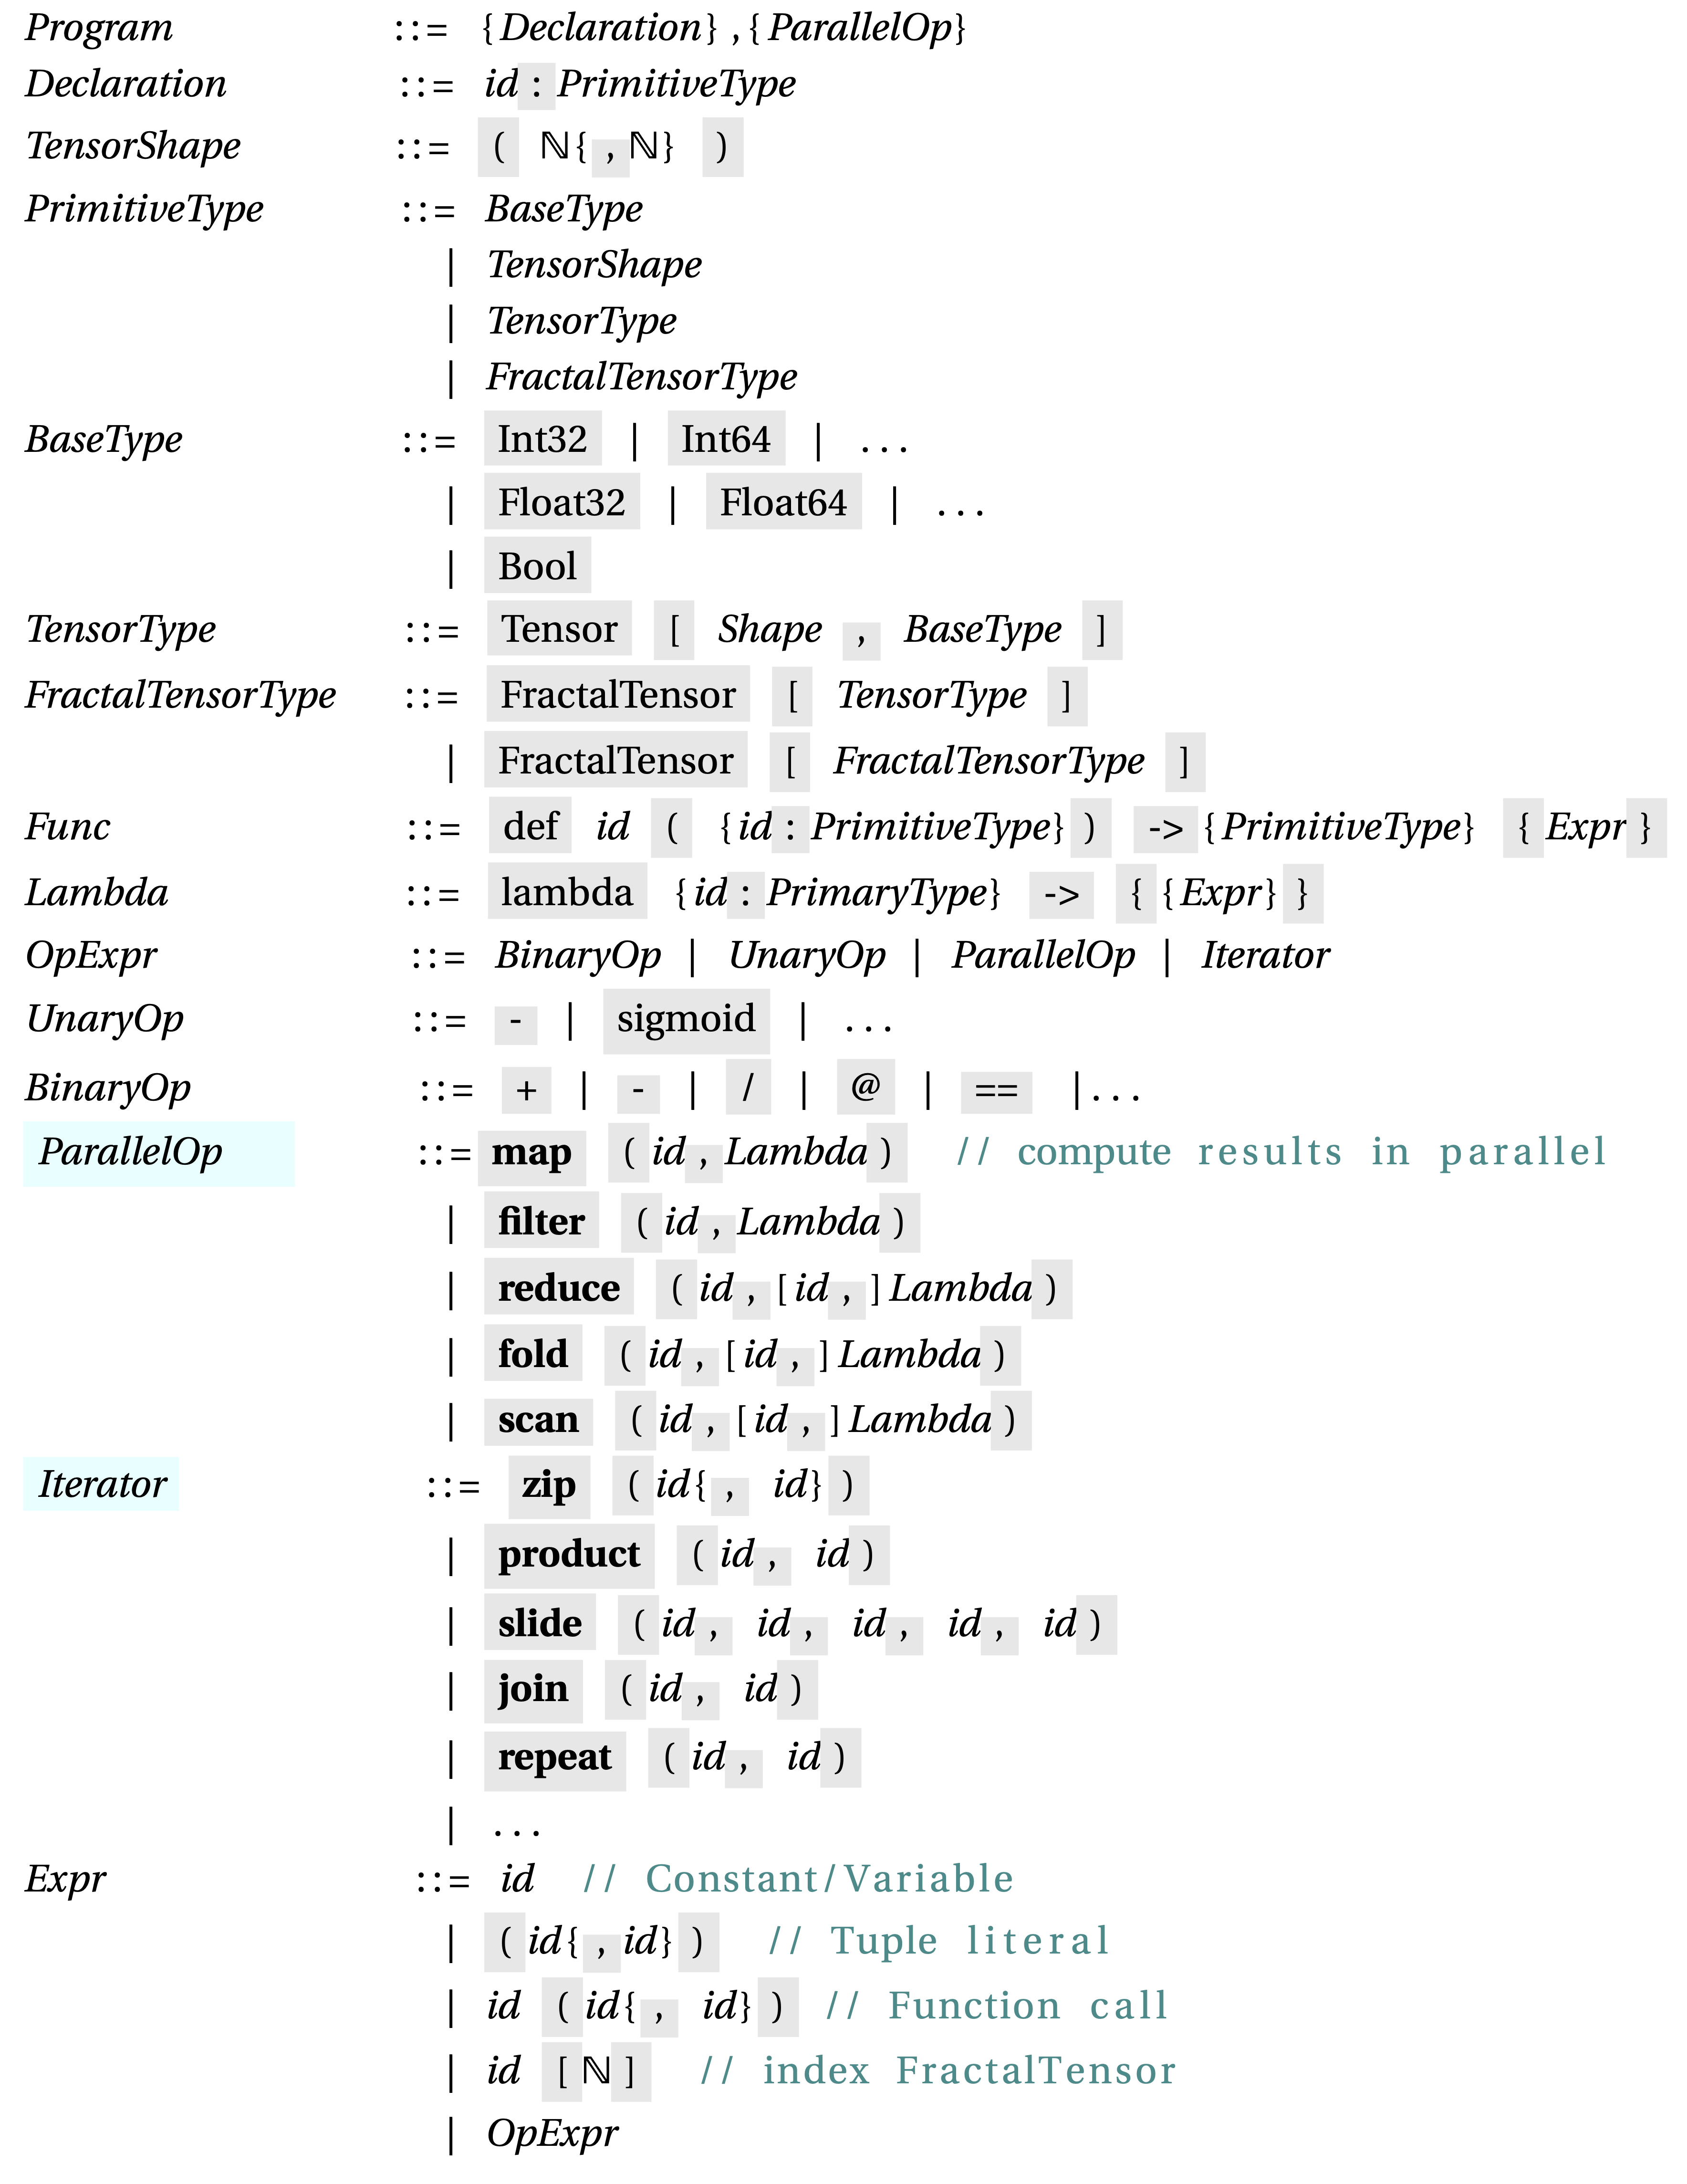 Program ::= {Declaration} ,{ParallelOp}
Declaration ::= id : PrimitiveType
TensorShape ::= ( ℕ{ , ℕ} )
PrimitiveType ::= BaseType
| TensorShape
| TensorType
| FractalTensorType
BaseType ::= Int32 | Int64 | ...
| Float32 | Float64 | ...
| Bool
TensorType ::= Tensor [ Shape , BaseType ]
FractalTensorType ::= FractalTensor [ TensorType ]
| FractalTensor [ FractalTensorType ]
Func ::= def id ( {id : PrimitiveType} ) -> {PrimitiveType} { Expr }
Lambda ::= lambda {id : PrimaryType} -> { {Expr} }
OpExpr ::= BinaryOp | UnaryOp | ParallelOp | Iterator
UnaryOp ::= - | sigmoid | ...
BinaryOp ::= + | - | / | @ | == | ...
ParallelOp ::= map ( id , Lambda ) // compute results in parallel
| filter ( id , Lambda )
| reduce ( id , [ id , ] Lambda )
| fold ( id , [ id , ] Lambda )
| scan ( id , [ id , ] Lambda )
Iterator ::= zip ( id{ , id} )
| product ( id , id )
| slide ( id , id , id , id , id )
| join ( id , id )
| repeat ( id , id )
| ...
Expr ::= id // Constant/Variable
| ( id{ , id} ) // Tuple literal
| id ( id{ , id} ) // Function call
| id [ ℕ ] // index FractalTensor
| OpExpr